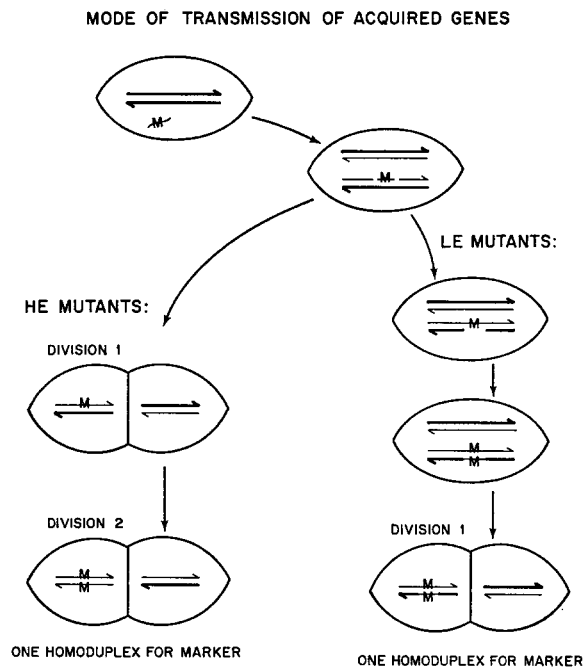 MODE OF TRANSMISSION OF ACQUIRED GENES
M
M
LE MUTANTS:
HE MUTANTS:
M
DIVISION 1
M
M
M
DIVISION 2
DIVISION 1
M
M
M
M
ONE HOMODUPLEX FOR MARKER
ONE HOMODUPLEX FOR MARKER